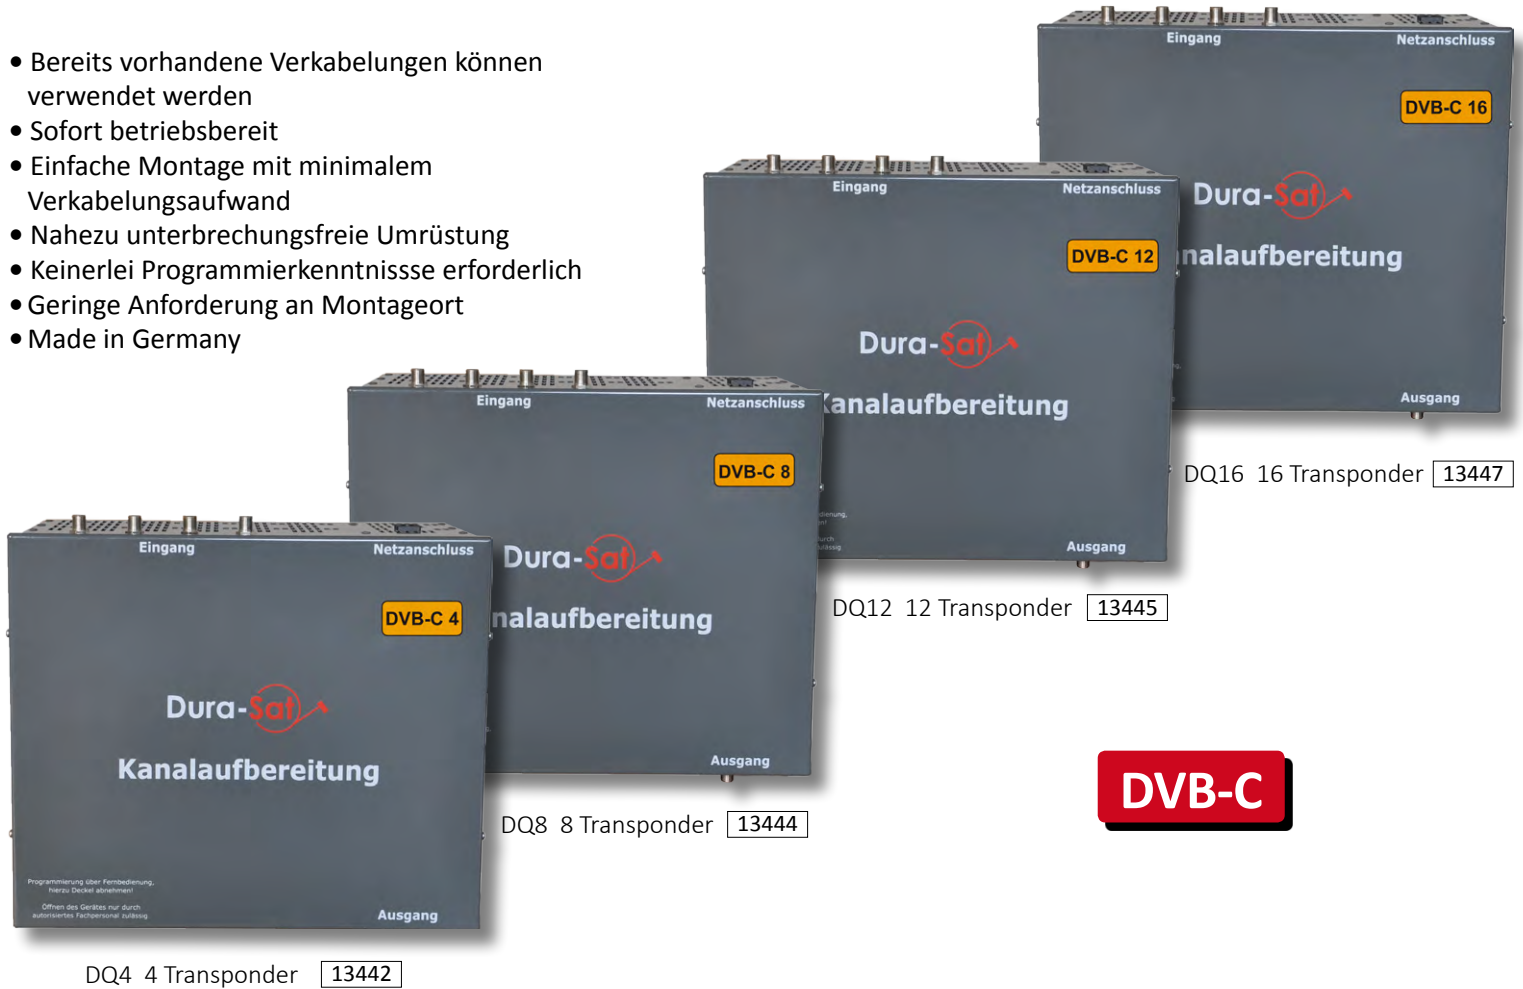 • Bereits vorhandene Verkabelungen können
verwendet werden
• Sofort betriebsbereit
• Einfache Montage mit minimalem
Verkabelungsaufwand
• Nahezu unterbrechungsfreie Umrüstung
• Keinerlei Programmierkenntnissse erforderlich
• Geringe Anforderung an Montageort
• Made in Germany
Eingang
Netzanschluss
DVB-C 16
Dura-Sat
nalaufbereitung
Ausgang
DQ16 16 Transponder 13447
Eingang
Netzanschluss
DVB-C 12
Dura-Sat
Kanalaufbereitung
Ausgang
DQ12 12 Transponder 13445
Eingang
Netzanschluss
DVB-C 8
Dura-Sat
nalaufbereitung
Ausgang
DQ8 8 Transponder 13444
Eingang
Netzanschluss
DVB-C 4
Dura-Sat
Kanalaufbereitung
Programmierung über Fernbedienung,
hierzu Deckel abnehmen!
Öffnen des Gerätes nur durch
autorisiertes Fachpersonal zulässig.
Ausgang
DQ4 4 Transponder 13442
DVB-C